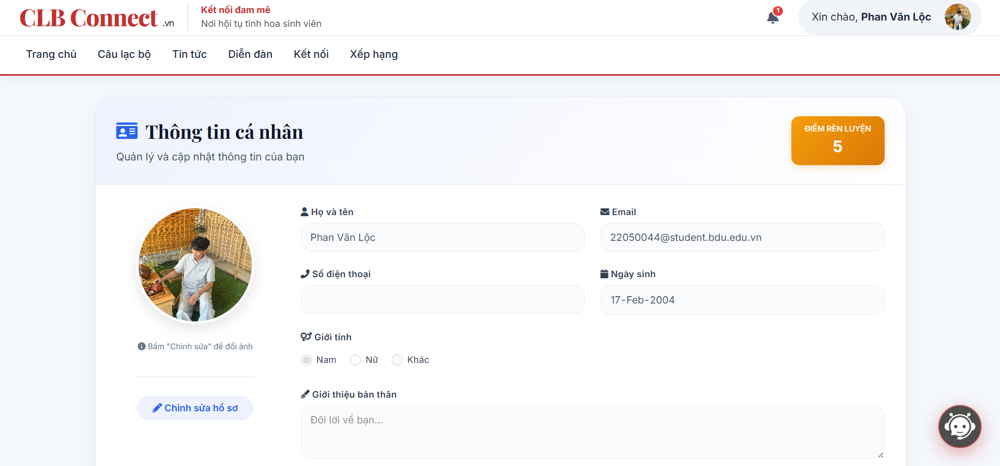 CLB Connect .vn
Kết nối đam mê
Nơi hội tụ tinh hoa sinh viên
1
Xin chào, Phan Văn Lộc
Trang chủ
Câu lạc bộ
Tin tức
Diễn đàn
Kết nối
Xếp hạng
Thông tin cá nhân
Quản lý và cập nhật thông tin của bạn
ĐIỂM RÈN LUYỆN
5
Bấm "Chỉnh sửa" để đổi ảnh
Chỉnh sửa hồ sơ
Họ và tên
Phan Văn Lộc
Email
22050044@student.bdu.edu.vn
Số điện thoại
Ngày sinh
17-Feb-2004
Giới tính
Nam
Nữ
Khác
Giới thiệu bản thân
Đôi lời về bạn...